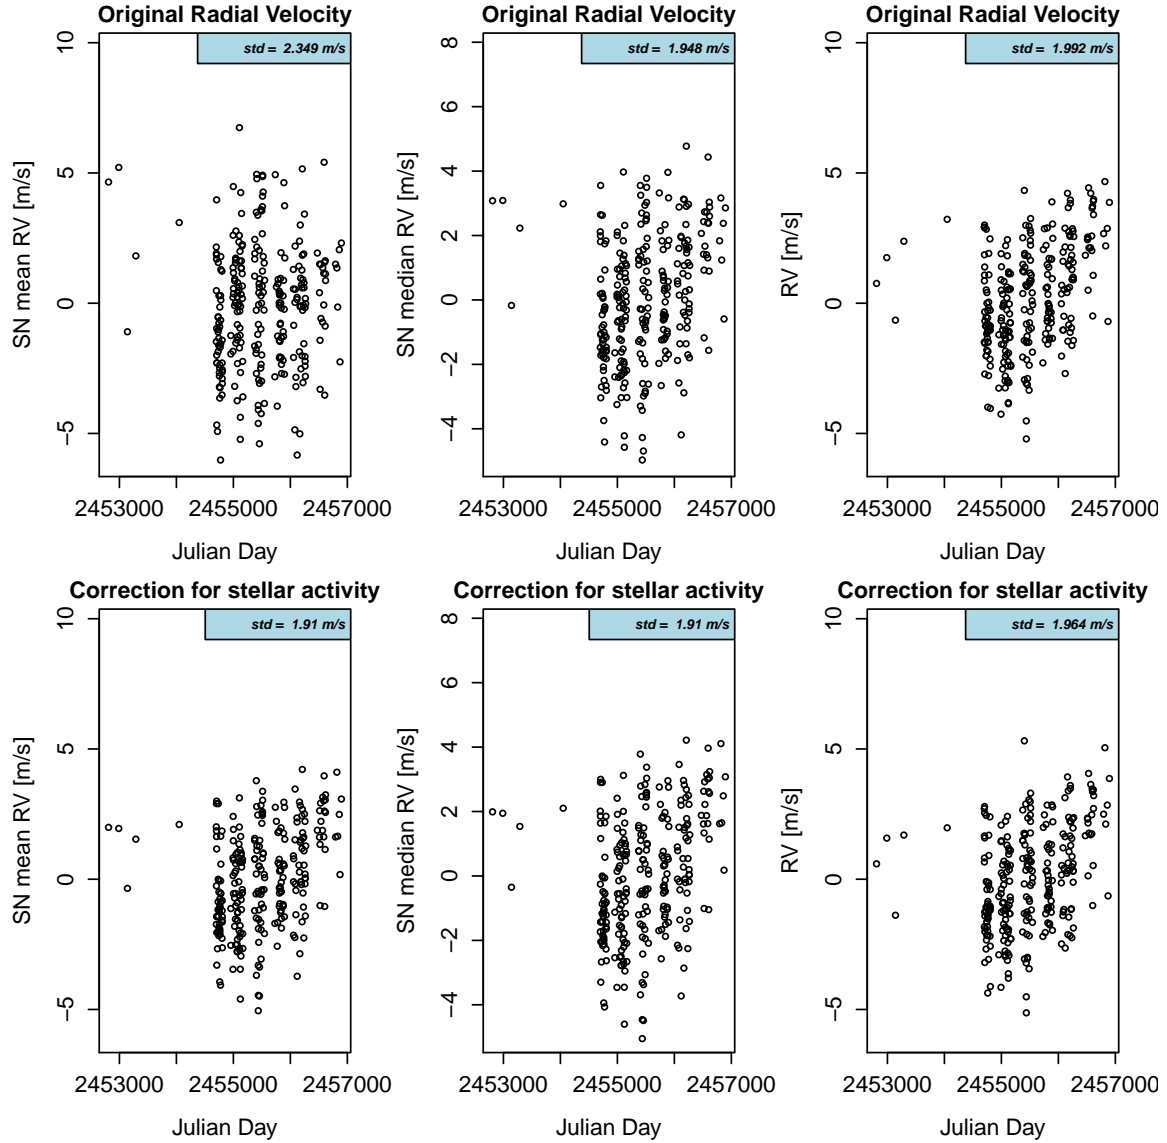 Original Radial Velocity
std = 2.349 m/s
10
5
0
−5
SN mean RV [m/s]
2453000 2455000 2457000
Julian Day
Original Radial Velocity
std = 1.948 m/s
8
6
4
2
0
−2
−4
SN median RV [m/s]
2453000 2455000 2457000
Julian Day
Original Radial Velocity
std = 1.992 m/s
10
5
0
−5
RV [m/s]
2453000 2455000 2457000
Julian Day
Correction for stellar activity
std = 1.91 m/s
10
5
0
−5
SN mean RV [m/s]
2453000 2455000 2457000
Julian Day
Correction for stellar activity
std = 1.91 m/s
8
6
4
2
0
−2
−4
SN median RV [m/s]
2453000 2455000 2457000
Julian Day
Correction for stellar activity
std = 1.964 m/s
10
5
0
−5
RV [m/s]
2453000 2455000 2457000
Julian Day